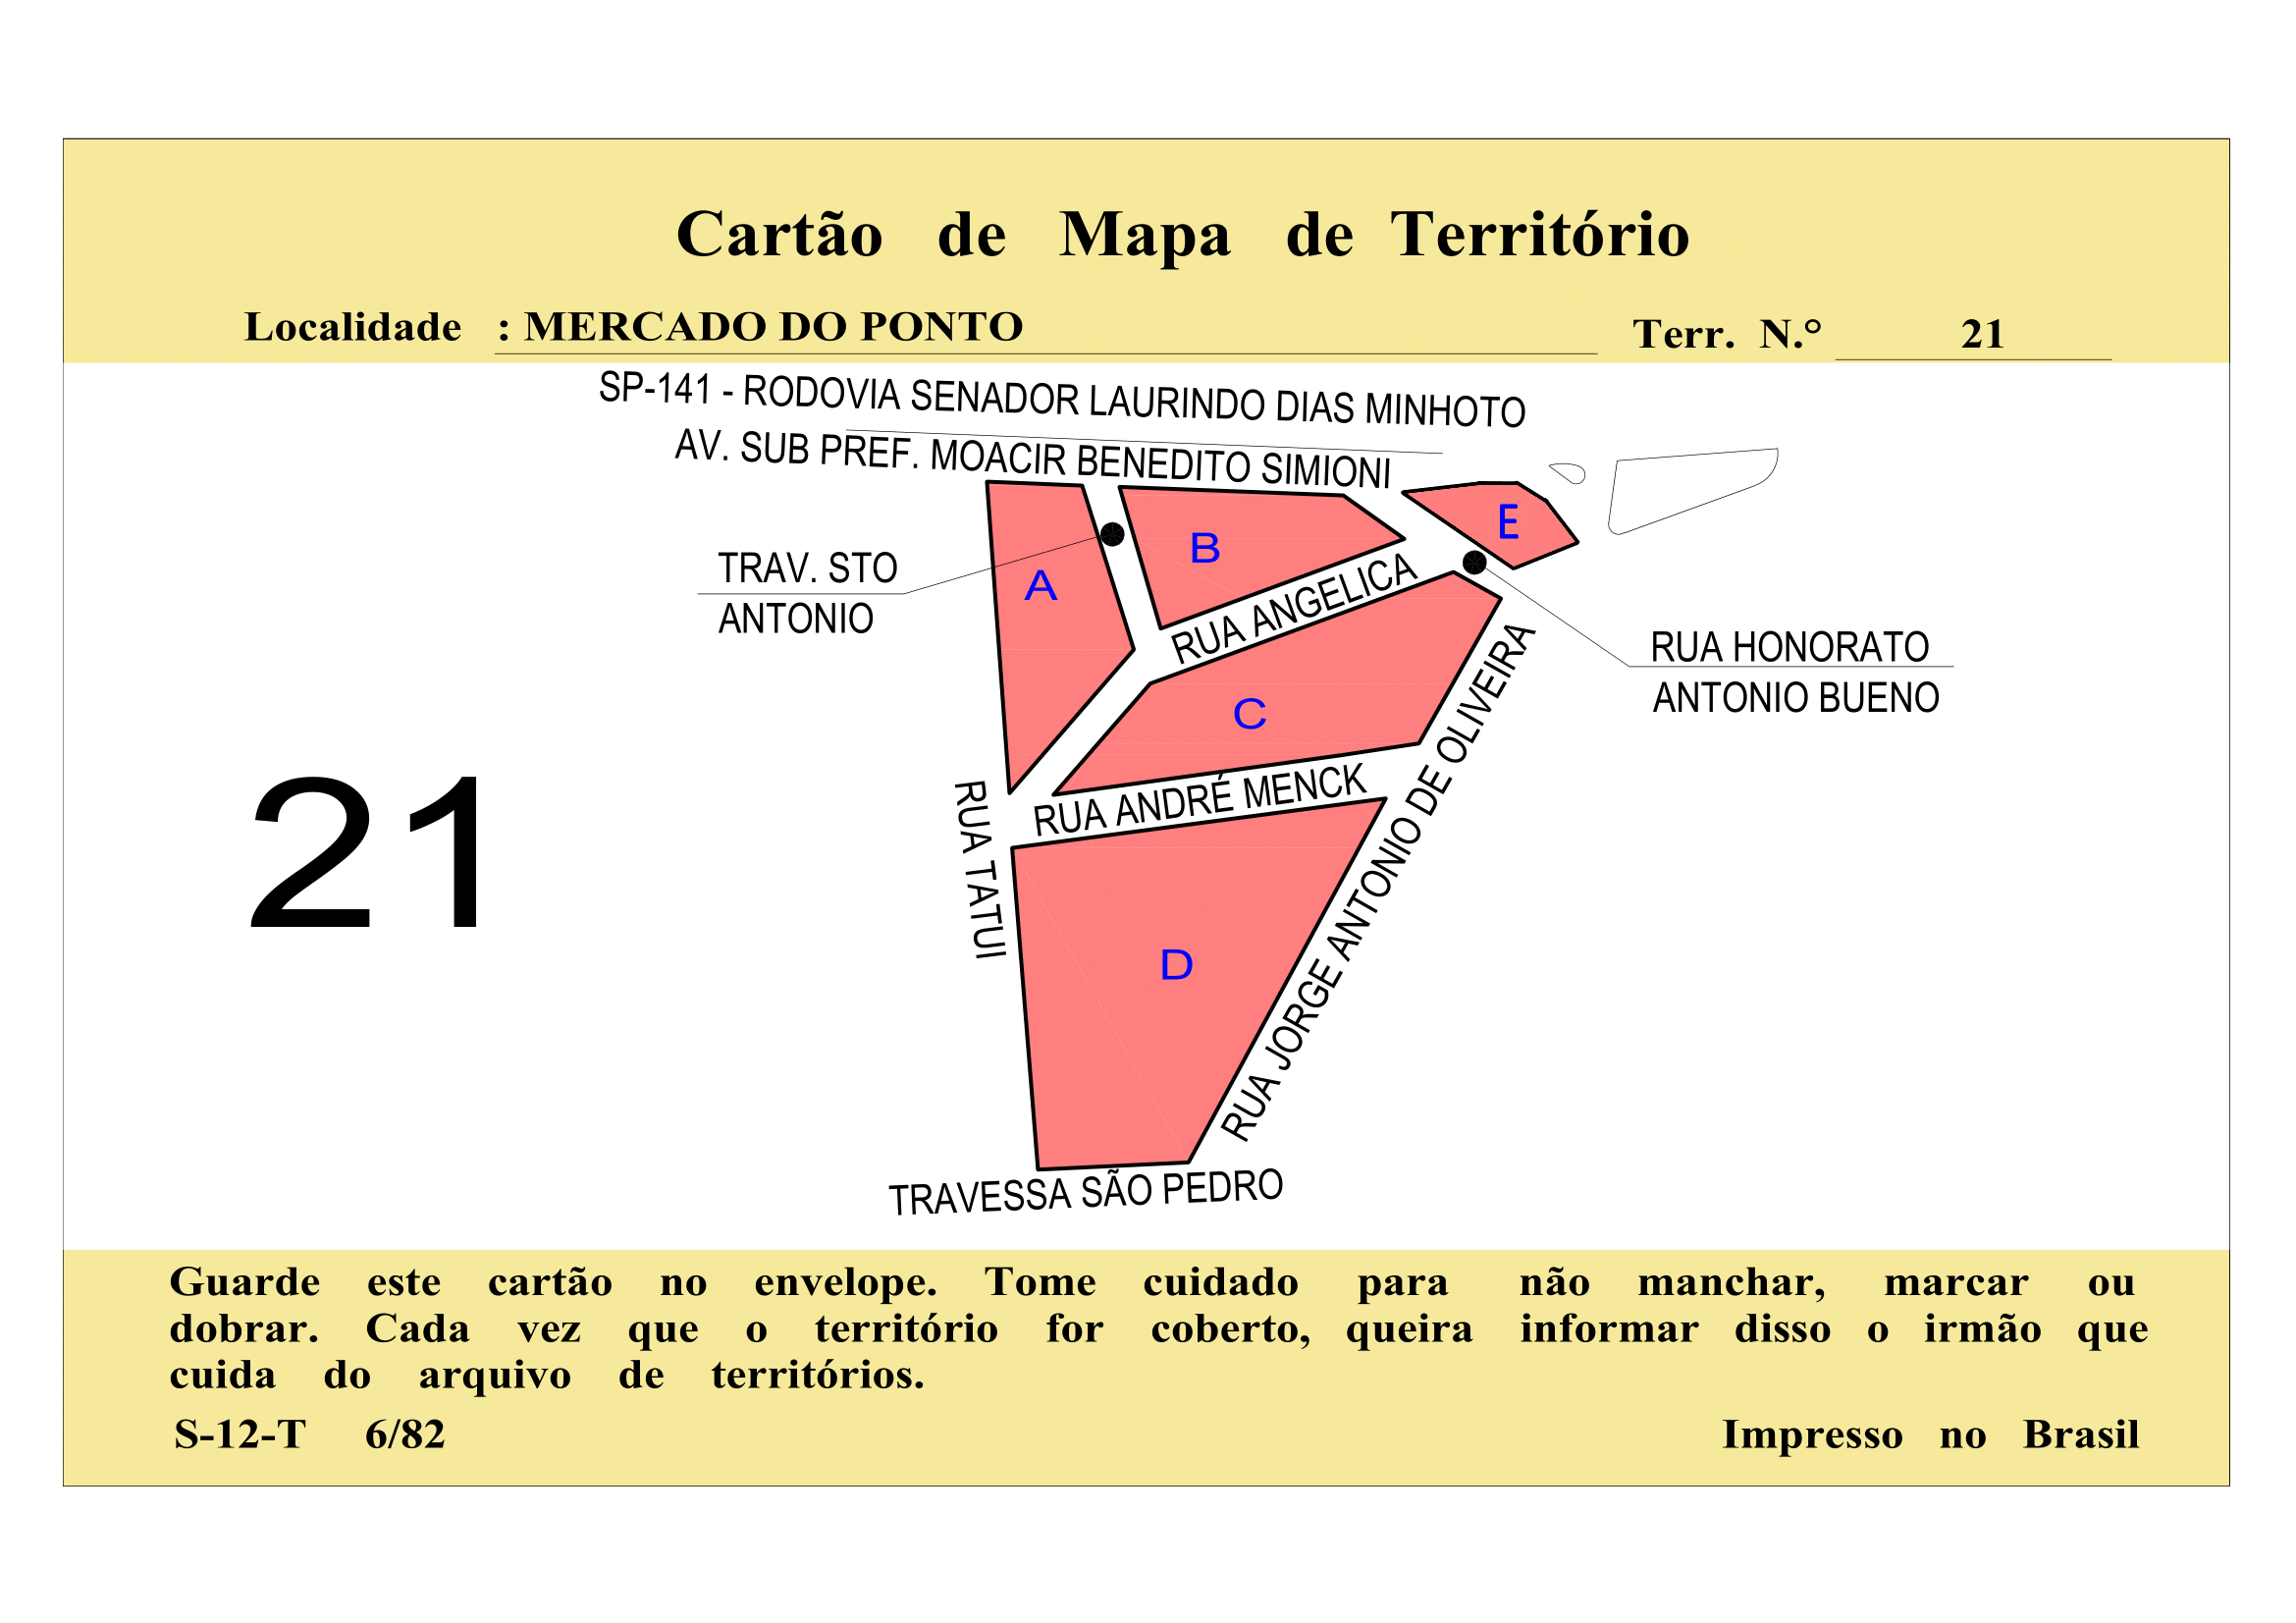 Cartão de Mapa de Território
Localidade : MERCADO DO PONTO
Terr. N.° 21
SP-141 - RODOVIA SENADOR LAURINDO DIAS MINHOTO
AV. SUB PREF. MOACIR BENEDITO SIMIONI
A
B
E
TRAV. STO
ANTONIO
RUA ANGELICA
RUA HONORATO
ANTONIO BUENO
C
21
RUA ANDRÉ MENCK
RUA TATUI
RUA JORGE ANTONIO DE OLIVEIRA
D
TRAVESSA SÃO PEDRO
Guarde este cartão no envelope. Tome cuidado para não manchar, marcar ou
dobrar. Cada vez que o território for coberto, queira informar disso o irmão que
cuida do arquivo de territórios.
S-12-T 6/82
Impresso no Brasil